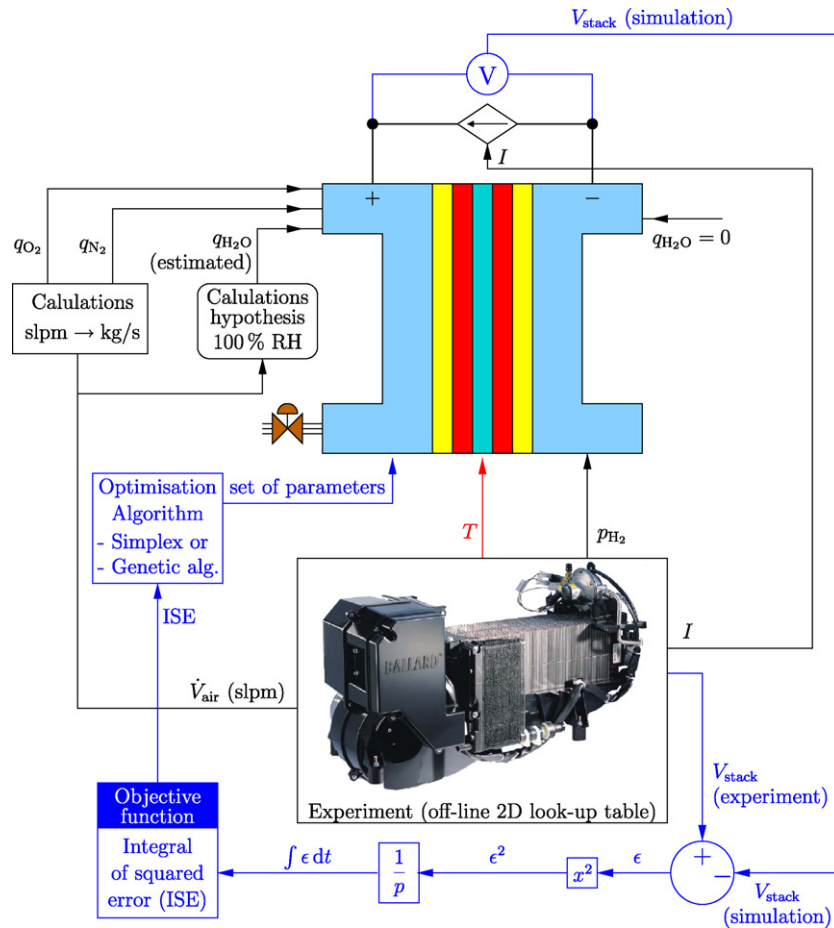 V_stack (simulation)
V
I
+
−
q_O₂
q_N₂
q_H₂O
(estimated)
q_H₂O = 0
Calulations
slpm → kg/s
Calulations
hypothesis
100 % RH
Optimisation
Algorithm
- Simplex or
- Genetic alg.
set of parameters
T
p_H₂
ISE
BALLARD
I
V̇_air (slpm)
Experiment (off-line 2D look-up table)
V_stack
(experiment)
Objective
function
Integral
of squared
error (ISE)
∫ ϵ dt
1
p
ϵ²
x²
ϵ
+
−
V_stack
(simulation)